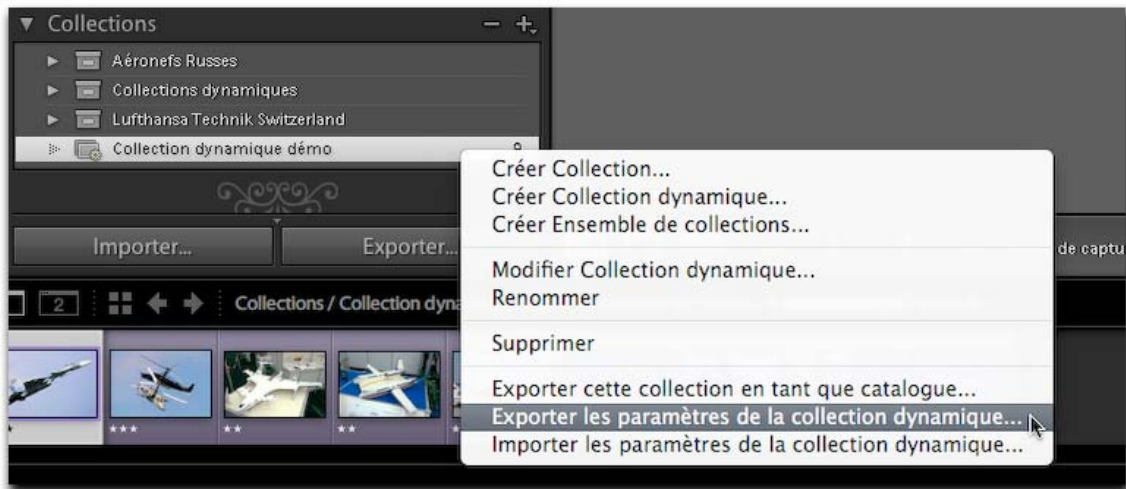 Collections
Aéronefs Russes
Collections dynamiques
Lufthansa Technik Switzerland
Collection dynamique démo
Créer Collection...
Créer Collection dynamique...
Créer Ensemble de collections...
Importer...
Exporter...
de captu
Modifier Collection dynamique...
Renommer
2
Collections / Collection dyna
Supprimer
Exporter cette collection en tant que catalogue...
Exporter les paramètres de la collection dynamique...
Importer les paramètres de la collection dynamique...